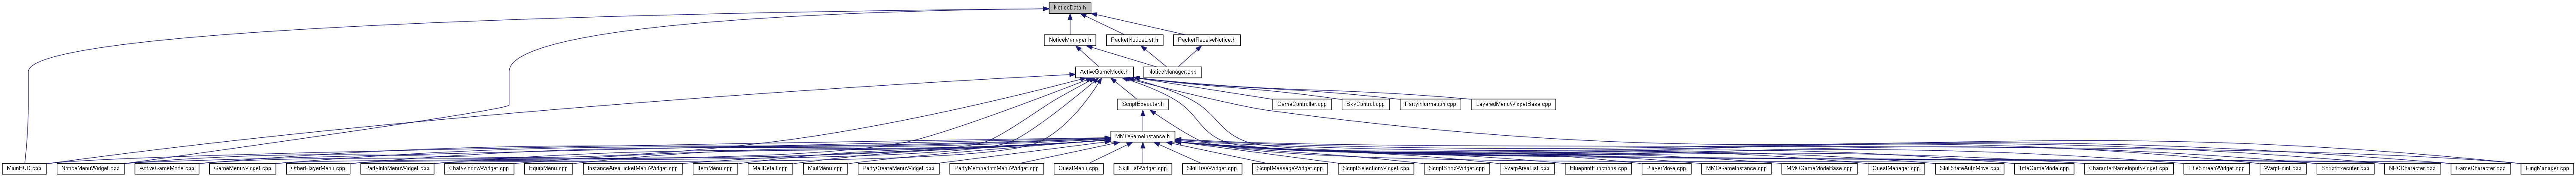 NoticeData.h
NoticeManager.h
PacketNoticeList.h
PacketReceiveNotice.h
ActiveGameMode.h
NoticeManager.cpp
ScriptExecuter.h
GameController.cpp
SkyControl.cpp
PartyInformation.cpp
LayeredMenuWidgetBase.cpp
MMOGameInstance.h
MainHUD.cpp
NoticeMenuWidget.cpp
ActiveGameMode.cpp
GameMenuWidget.cpp
OtherPlayerMenu.cpp
PartyInfoMenuWidget.cpp
ChatWindowWidget.cpp
EquipMenu.cpp
InstanceAreaTicketMenuWidget.cpp
ItemMenu.cpp
MailDetail.cpp
MailMenu.cpp
PartyCreateMenuWidget.cpp
PartyMemberInfoMenuWidget.cpp
QuestMenu.cpp
SkillListWidget.cpp
SkillTreeWidget.cpp
ScriptMessageWidget.cpp
ScriptSelectionWidget.cpp
ScriptShopWidget.cpp
WarpAreaList.cpp
BlueprintFunctions.cpp
PlayerMove.cpp
MMOGameInstance.cpp
MMOGameModeBase.cpp
QuestManager.cpp
SkillStateAutoMove.cpp
TitleGameMode.cpp
CharacterNameInputWidget.cpp
TitleScreenWidget.cpp
WarpPoint.cpp
ScriptExecuter.cpp
NPCCharacter.cpp
GameCharacter.cpp
PingManager.cpp